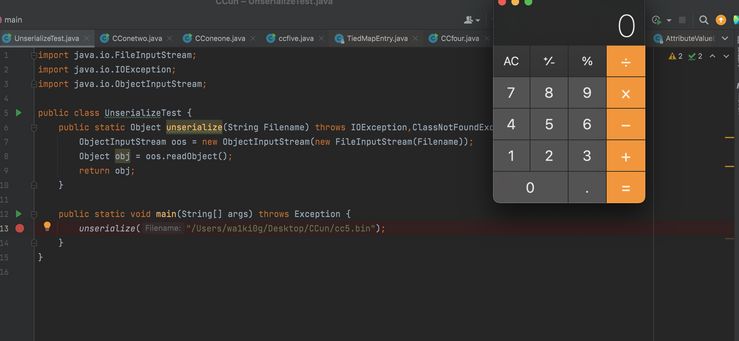 CCun – UnserializeTest.java
main
UnserializeTest.java
CConetwo.java
CConeone.java
ccfive.java
TiedMapEntry.java
CCfour.java
AttributeValueE
2
2
1 import java.io.FileInputStream;
2 import java.io.IOException;
3 import java.io.ObjectInputStream;
4
5 public class UnserializeTest {
6 public static Object unserialize(String Filename) throws IOException,ClassNotFoundExc
7 ObjectInputStream oos = new ObjectInputStream(new FileInputStream(Filename));
8 Object obj = oos.readObject();
9 return obj;
10 }
11
12 public static void main(String[] args) throws Exception {
13 unserialize( Filename: "/Users/wa1ki0g/Desktop/CCun/cc5.bin");
14 }
15 }
16
0
AC +⁄- % ÷
7 8 9 ×
4 5 6 −
1 2 3 +
0 . =